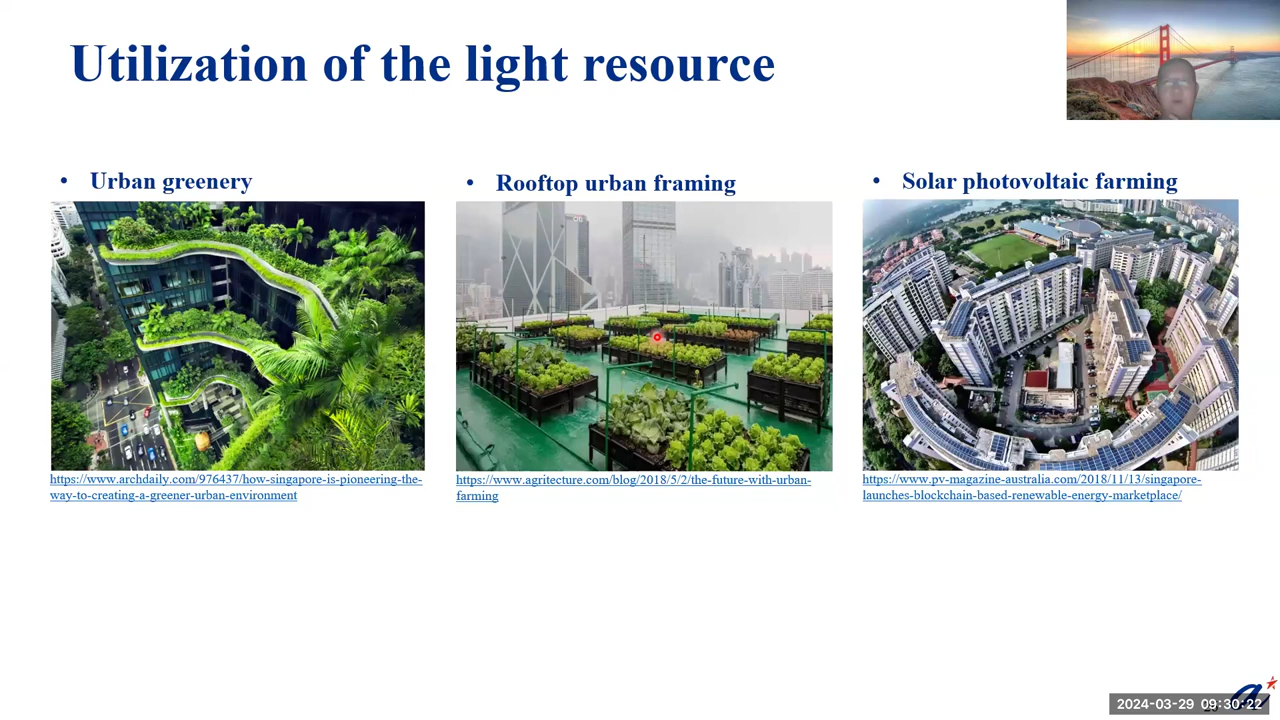 Utilization of the light resource
• Urban greenery
• Rooftop urban framing
• Solar photovoltaic farming
https://www.archdaily.com/976437/how-singapore-is-pioneering-the-
way-to-creating-a-greener-urban-environment
https://www.agritecture.com/blog/2018/5/2/the-future-with-urban-
farming
https://www.pv-magazine-australia.com/2018/11/13/singapore-
launches-blockchain-based-renewable-energy-marketplace/
2024-03-29 09:30:22